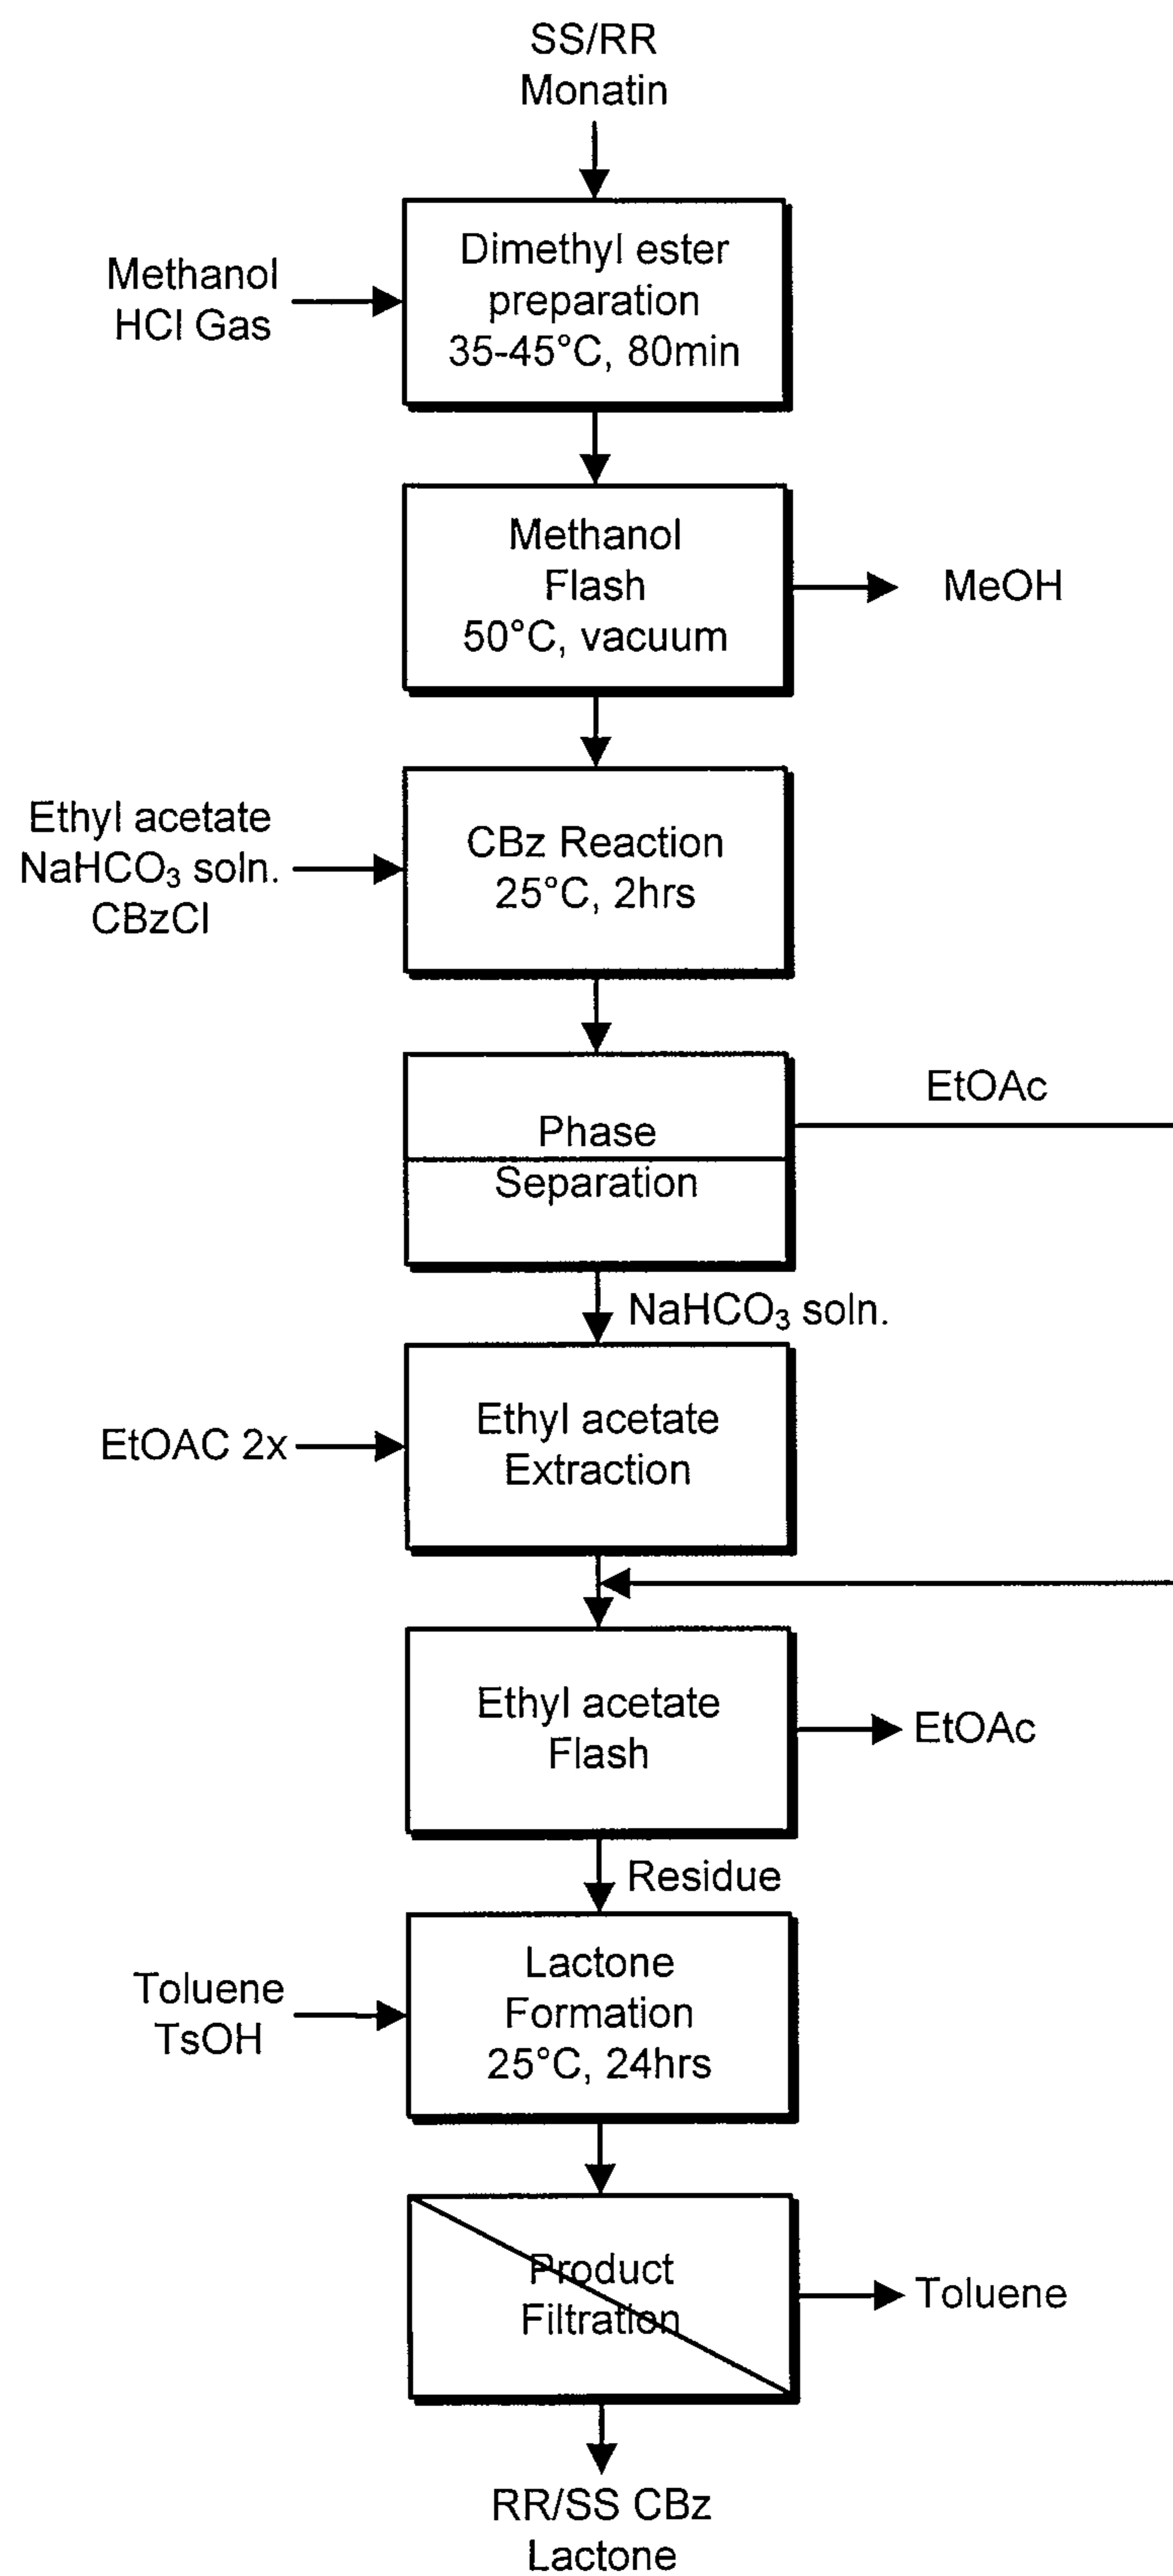 SS/RR
Monatin
Methanol
HCl Gas
Dimethyl ester
preparation
35-45°C, 80min
Methanol
Flash
50°C, vacuum
MeOH
Ethyl acetate
NaHCO₃ soln.
CBzCl
CBz Reaction
25°C, 2hrs
Phase
Separation
EtOAc
NaHCO₃ soln.
EtOAC 2x
Ethyl acetate
Extraction
Ethyl acetate
Flash
EtOAc
Residue
Toluene
TsOH
Lactone
Formation
25°C, 24hrs
Product
Filtration
Toluene
RR/SS CBz
Lactone